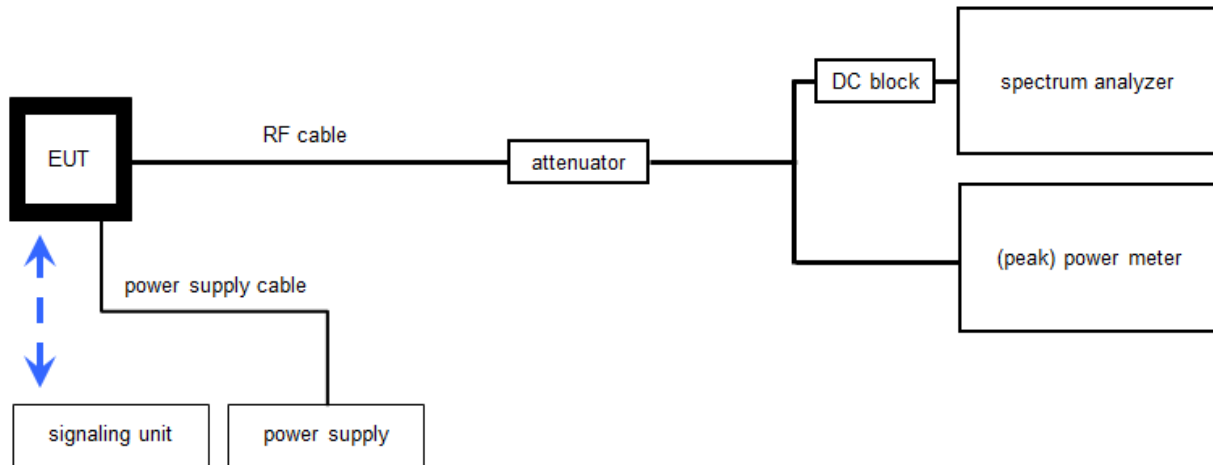 DC block
spectrum analyzer
EUT
RF cable
attenuator
(peak) power meter
power supply cable
signaling unit
power supply